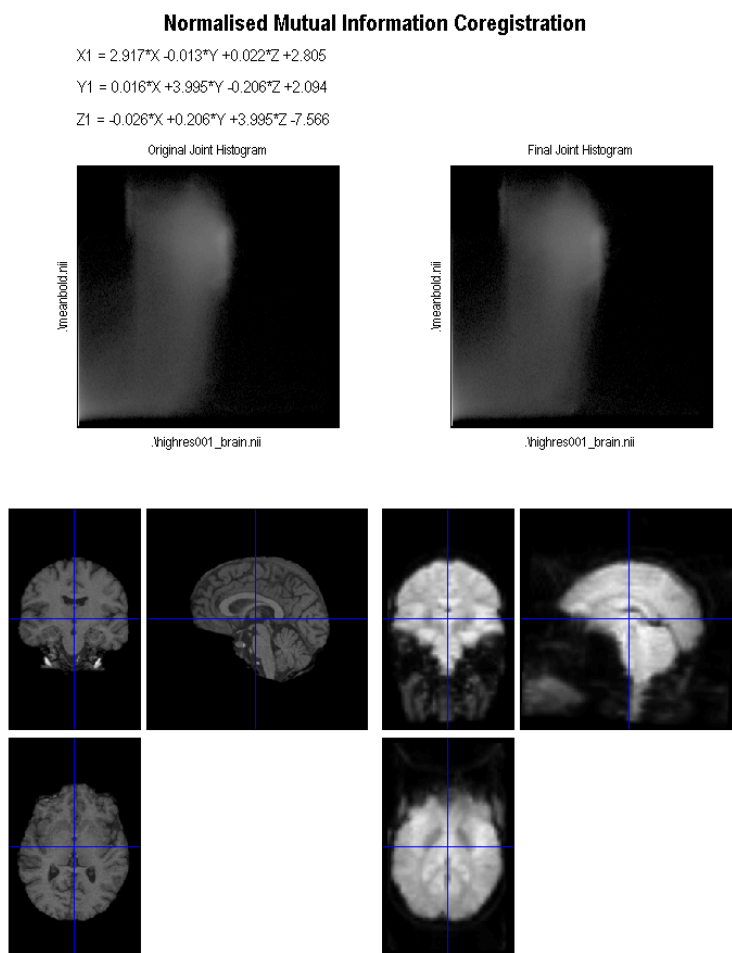 Normalised Mutual Information Coregistration
X1 = 2.917*X -0.013*Y +0.022*Z +2.805
Y1 = 0.016*X +3.995*Y -0.206*Z +2.094
Z1 = -0.026*X +0.206*Y +3.995*Z -7.566
Original Joint Histogram
Final Joint Histogram
.\meanbold.nii
.\meanbold.nii
.\highres001_brain.nii
.\highres001_brain.nii